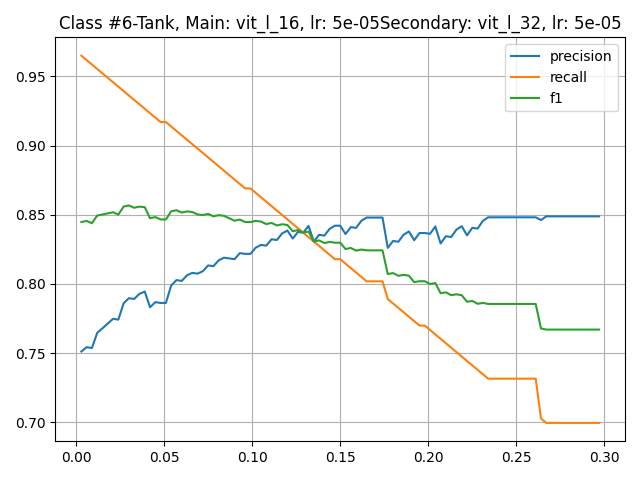 Class #6-Tank, Main: vit_l_16, lr: 5e-05Secondary: vit_l_32, lr: 5e-05
precision
recall
f1
0.95
0.90
0.85
0.80
0.75
0.70
0.00 0.05 0.10 0.15 0.20 0.25 0.30